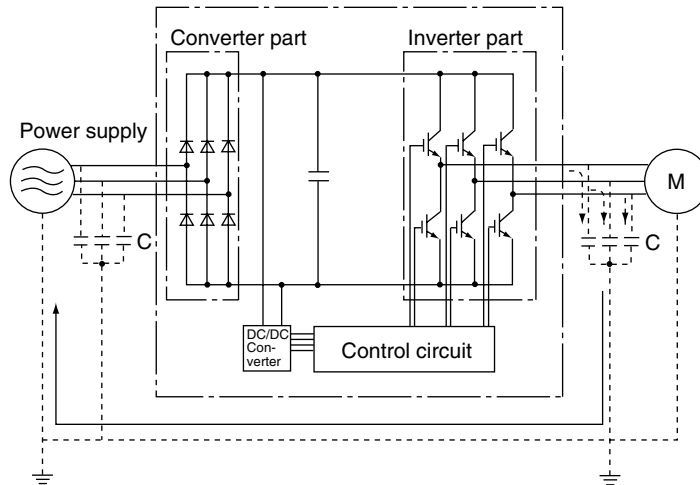 Converter part
Inverter part
Power supply
M
C
C
DC/DC
Con-
verter
Control circuit